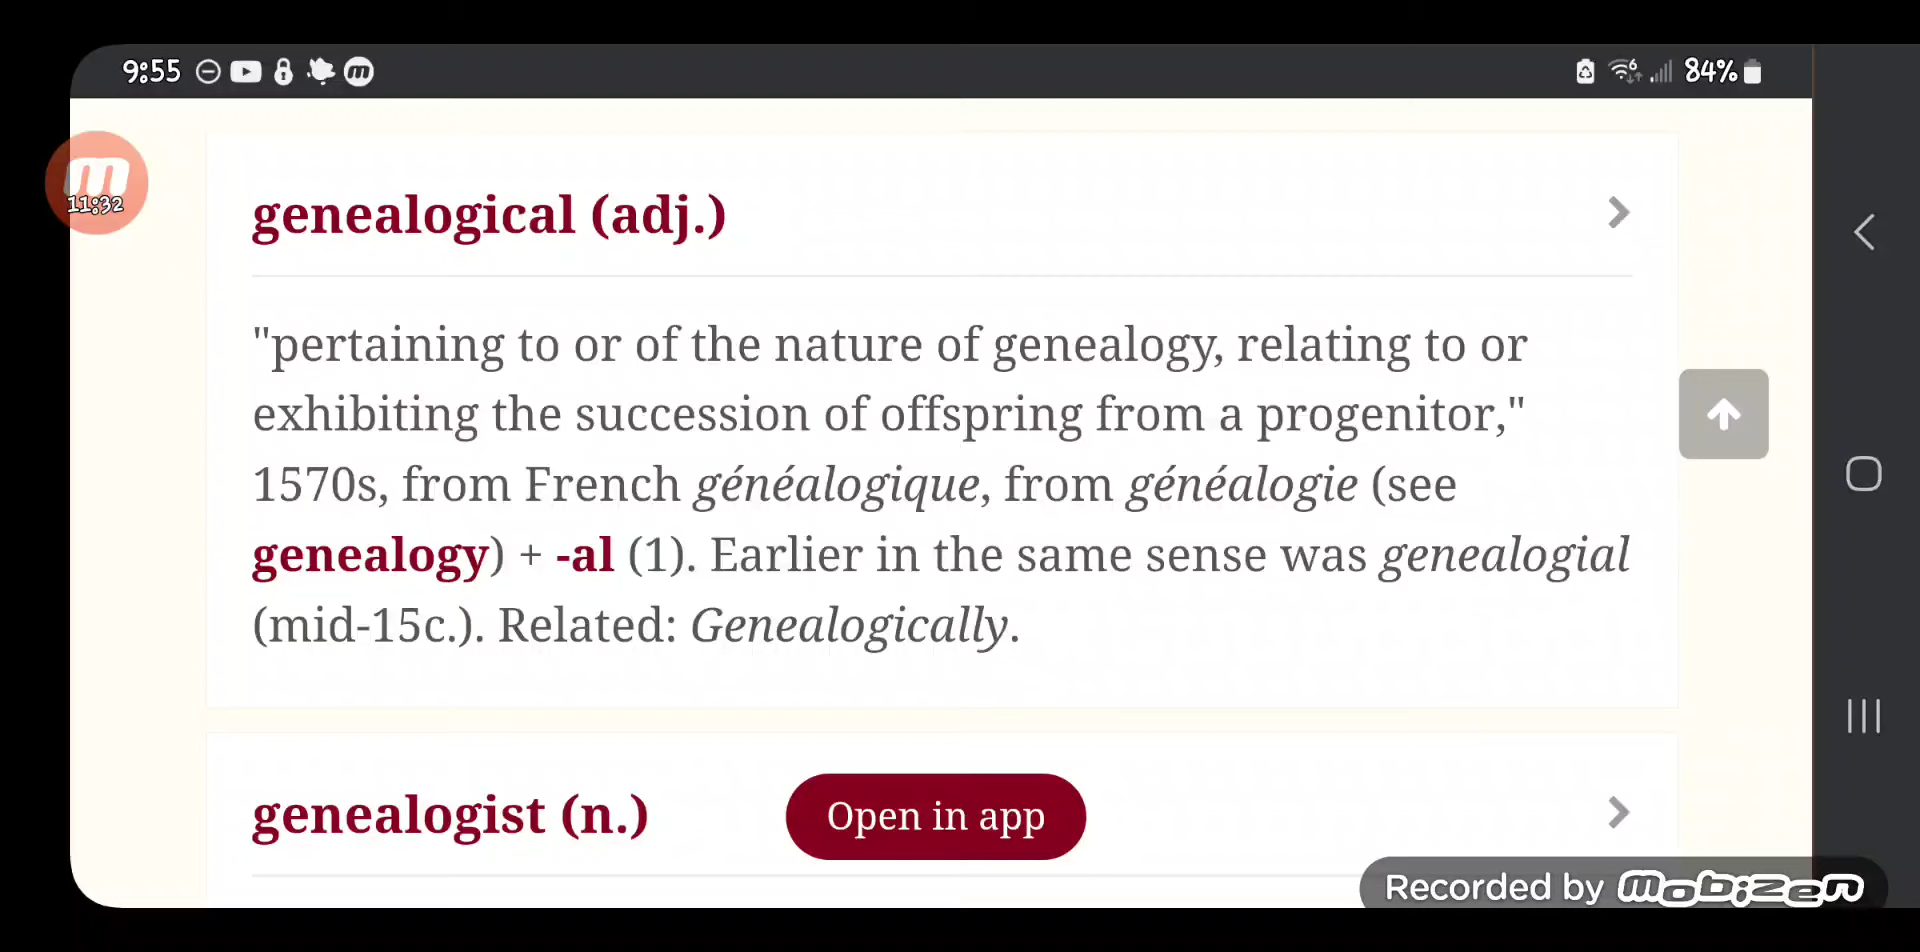 9:55
84%
11:32
genealogical (adj.)
"pertaining to or of the nature of genealogy, relating to or
exhibiting the succession of offspring from a progenitor,"
1570s, from French généalogique, from généalogie (see
genealogy) + -al (1). Earlier in the same sense was genealogial
(mid-15c.). Related: Genealogically.
genealogist (n.)
Open in app
Recorded by mobizen